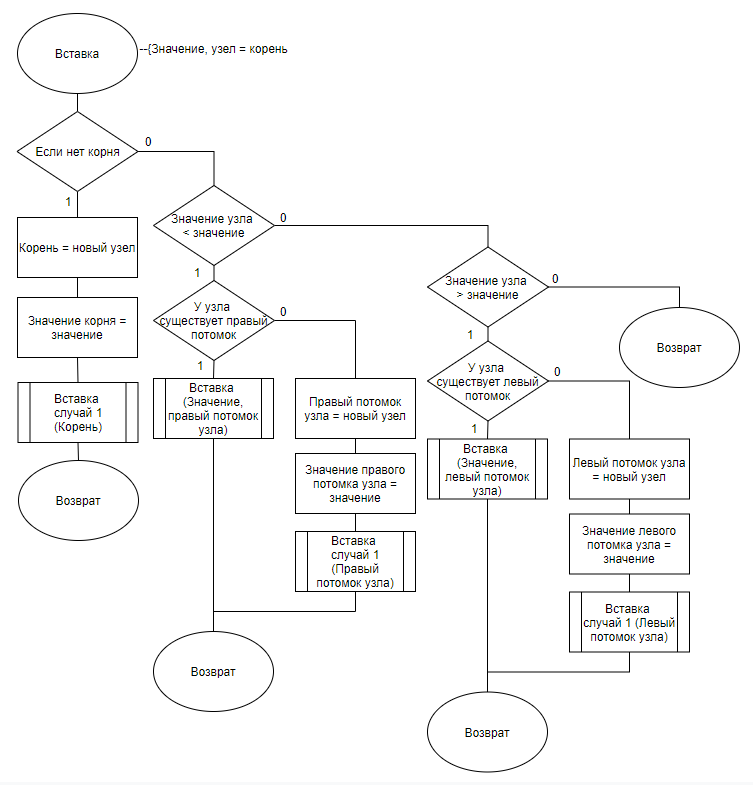 Вставка
--{Значение, узел = корень
Если нет корня
0
1
Корень = новый узел
Значение корня =
значение
Вставка
случай 1
(Корень)
Возврат
Значение узла
< значение
0
1
У узла
существует правый
потомок
0
1
Вставка
(Значение,
правый потомок
узла)
Правый потомок
узла = новый узел
Значение правого
потомка узла =
значение
Вставка
случай 1
(Правый
потомок узла)
Возврат
Значение узла
> значение
0
1
Возврат
У узла
существует левый
потомок
0
1
Вставка
(Значение,
левый потомок
узла)
Левый потомок узла
= новый узел
Значение левого
потомка узла =
значение
Вставка
случай 1 (Левый
потомок узла)
Возврат